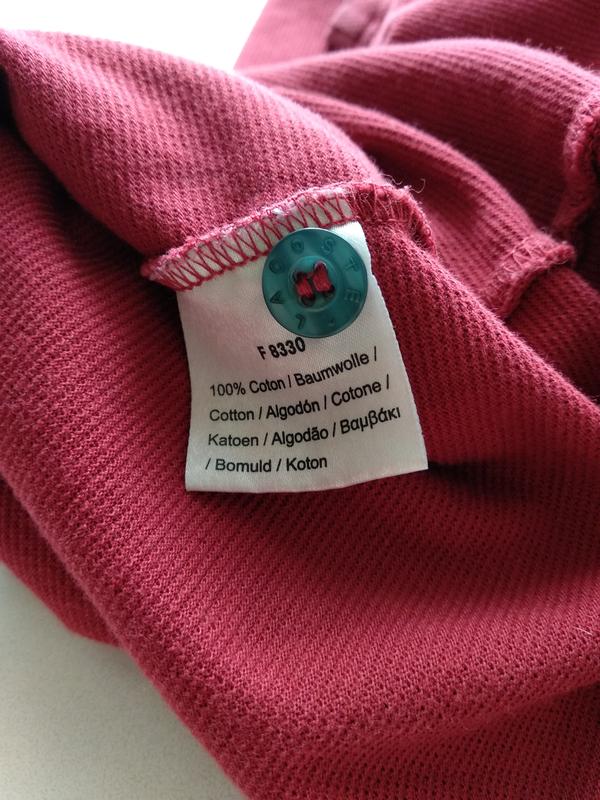 LACOSTE
F 8330
100% Coton / Baumwolle /
Cotton / Algodón / Cotone /
Katoen / Algodão / Βαμβάκι
/ Bomuld / Koton